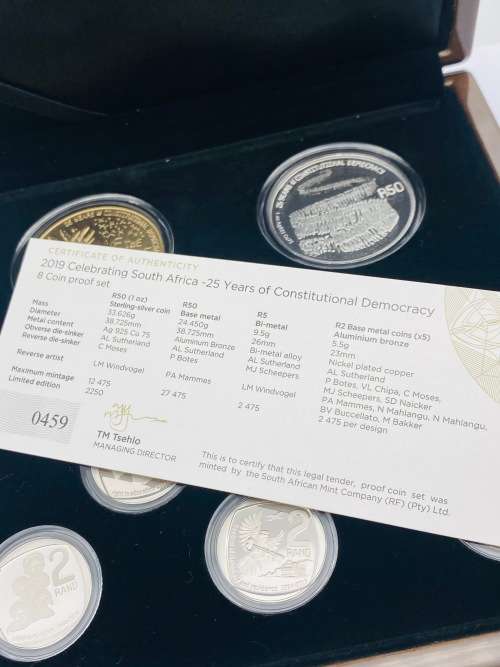 25 YEARS of CONSTITUTIONAL DEMOCRACY
R50
CERTIFICATE OF AUTHENTICITY
2019 Celebrating South Africa -25 Years of Constitutional Democracy
8 Coin proof set
R50 (1 oz) R50 R5 R2 Base metal coins (x5)
Sterling-silver coin Base metal Bi-metal Aluminium bronze
Mass 33.626g 24.450g 9.5g 5.5g
Diameter 38.725mm 38.725mm 26mm 23mm
Metal content Ag 925 Cu 75 Aluminium Bronze Bi-metal alloy Nickel plated copper
Obverse die-sinker AL Sutherland AL Sutherland AL Sutherland AL Sutherland
Reverse die-sinker C Moses P Botes MJ Scheepers P Botes, VL Chipa, C Moses,
MJ Scheepers, SD Naicker
Reverse artist LM Windvogel PA Mammes LM Windvogel PA Mammes, N Mahlangu, N Mahlangu,
BV Buccellato, M Bakker
Maximum mintage 12 475 27 475 2 475 2 475 per design
Limited edition 2250
0459
TM Tsehlo
MANAGING DIRECTOR
This is to certify that this legal tender, proof coin set was
minted by the South African Mint Company (RF) (Pty) Ltd.
2
RAND
2
RAND